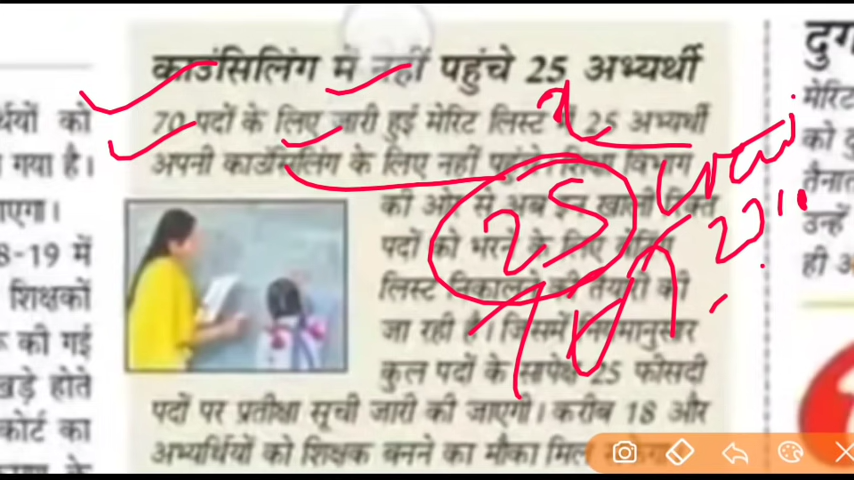 काउंसिलिंग में नहीं पहुंचे 25 अभ्यर्थी
70 पदों के लिए जारी हुई मेरिट लिस्ट में 25 अभ्यर्थी
अपनी काउंसिलिंग के लिए नहीं पहुंचे। शिक्षा विभाग
की ओर से अब इन खाली रिक्त
पदों को भरने के लिए वेटिंग
लिस्ट निकालने की तैयारी की
जा रही है। जिसमें नियमानुसार
कुल पदों के सापेक्ष 25 फीसदी
पदों पर प्रतीक्षा सूची जारी की जाएगी। करीब 18 और
अभ्यर्थियों को शिक्षक बनने का मौका मिल
र्थियों को
गया है।
8-19 में
शिक्षकों
की गई
होते
कोर्ट का
दुग
मेरिट
को
उन्हें
ही
25